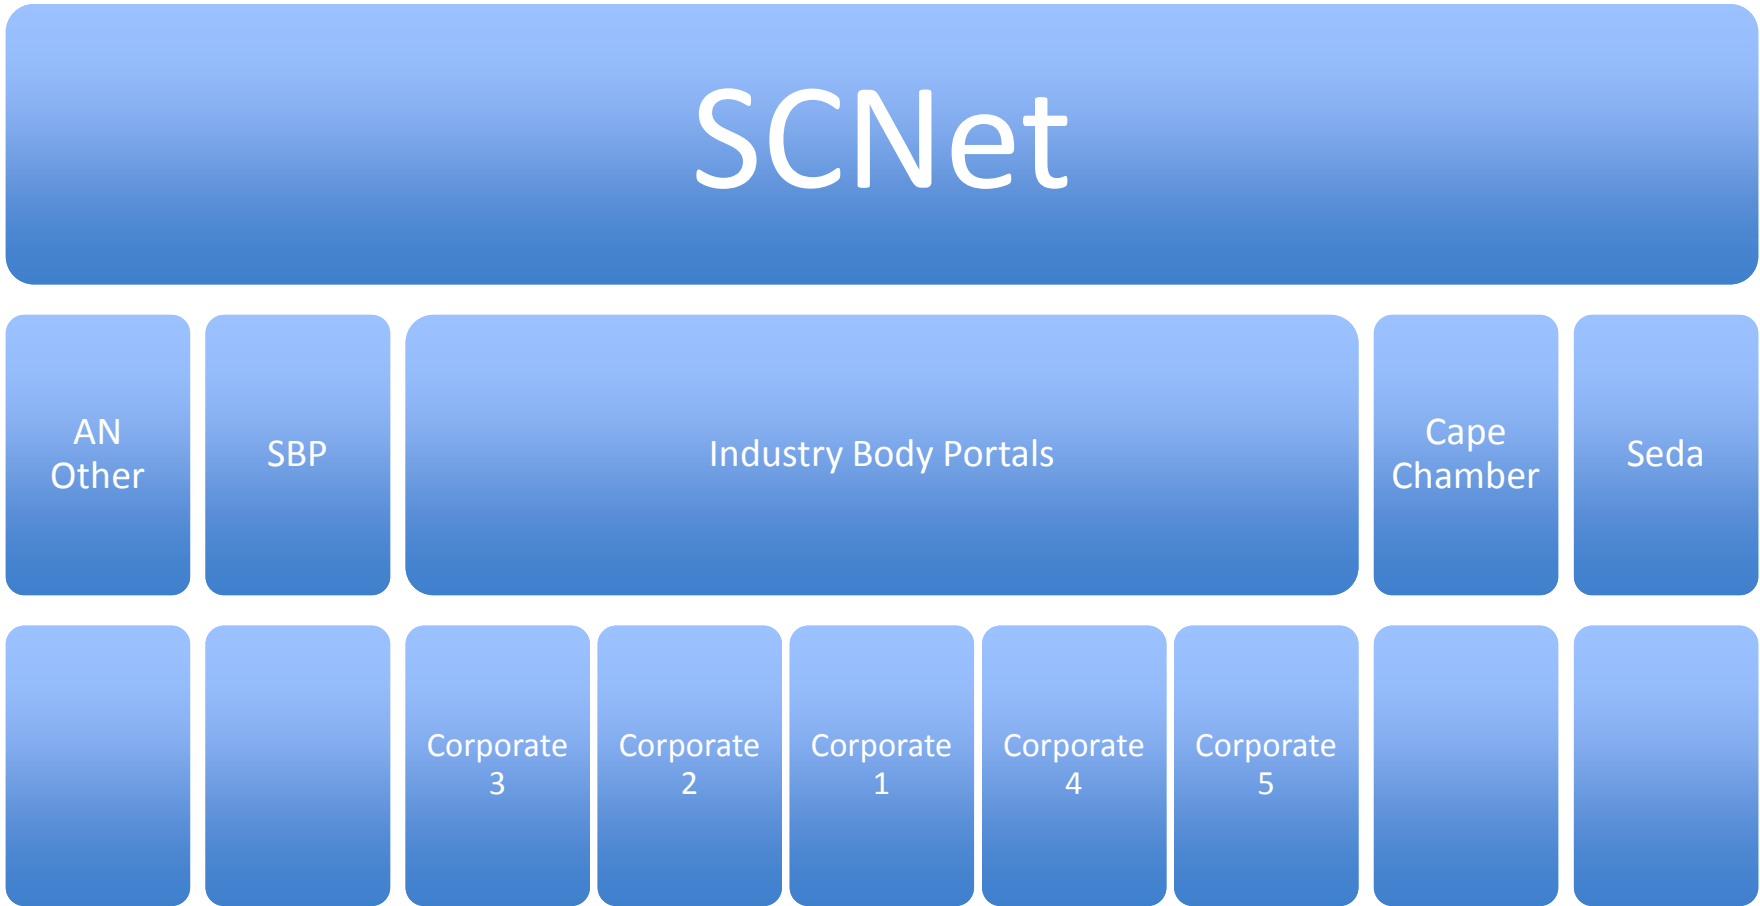 SCNet
AN
Other
SBP
Industry Body Portals
Cape
Chamber
Seda
Corporate
3
Corporate
2
Corporate
1
Corporate
4
Corporate
5